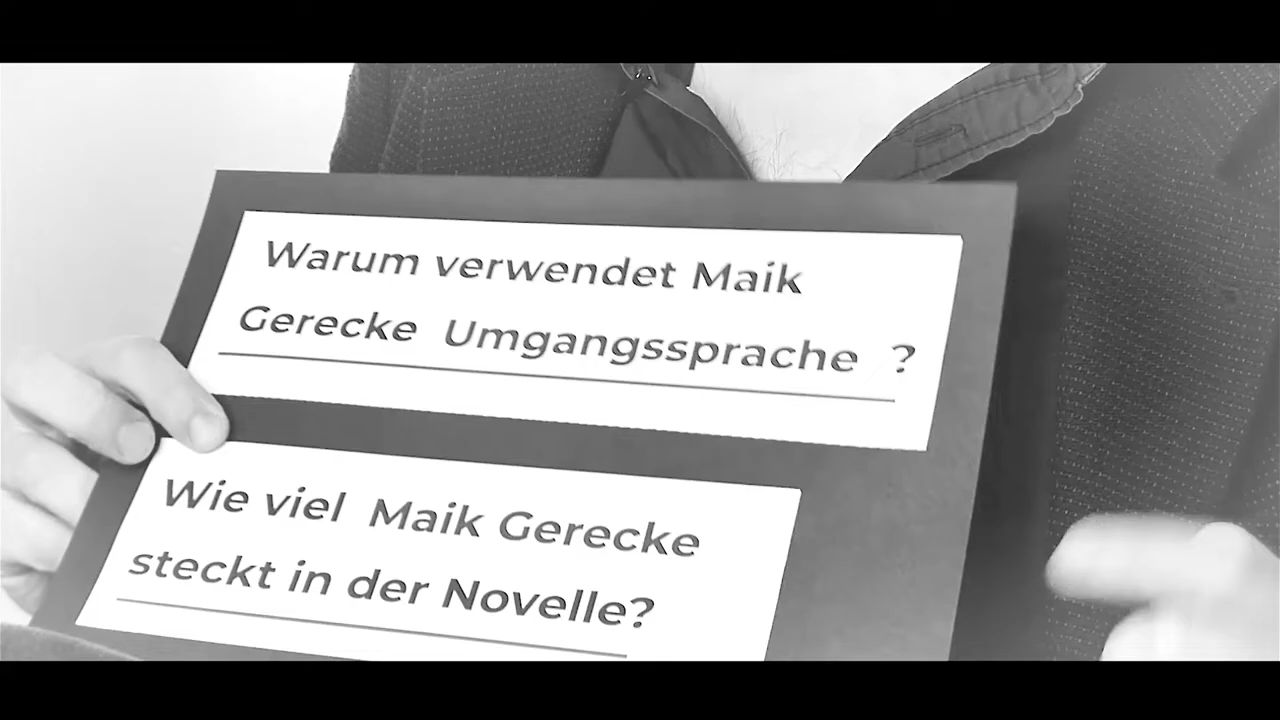 Warum verwendet Maik
Gerecke Umgangssprache ?
Wie viel Maik Gerecke
steckt in der Novelle?